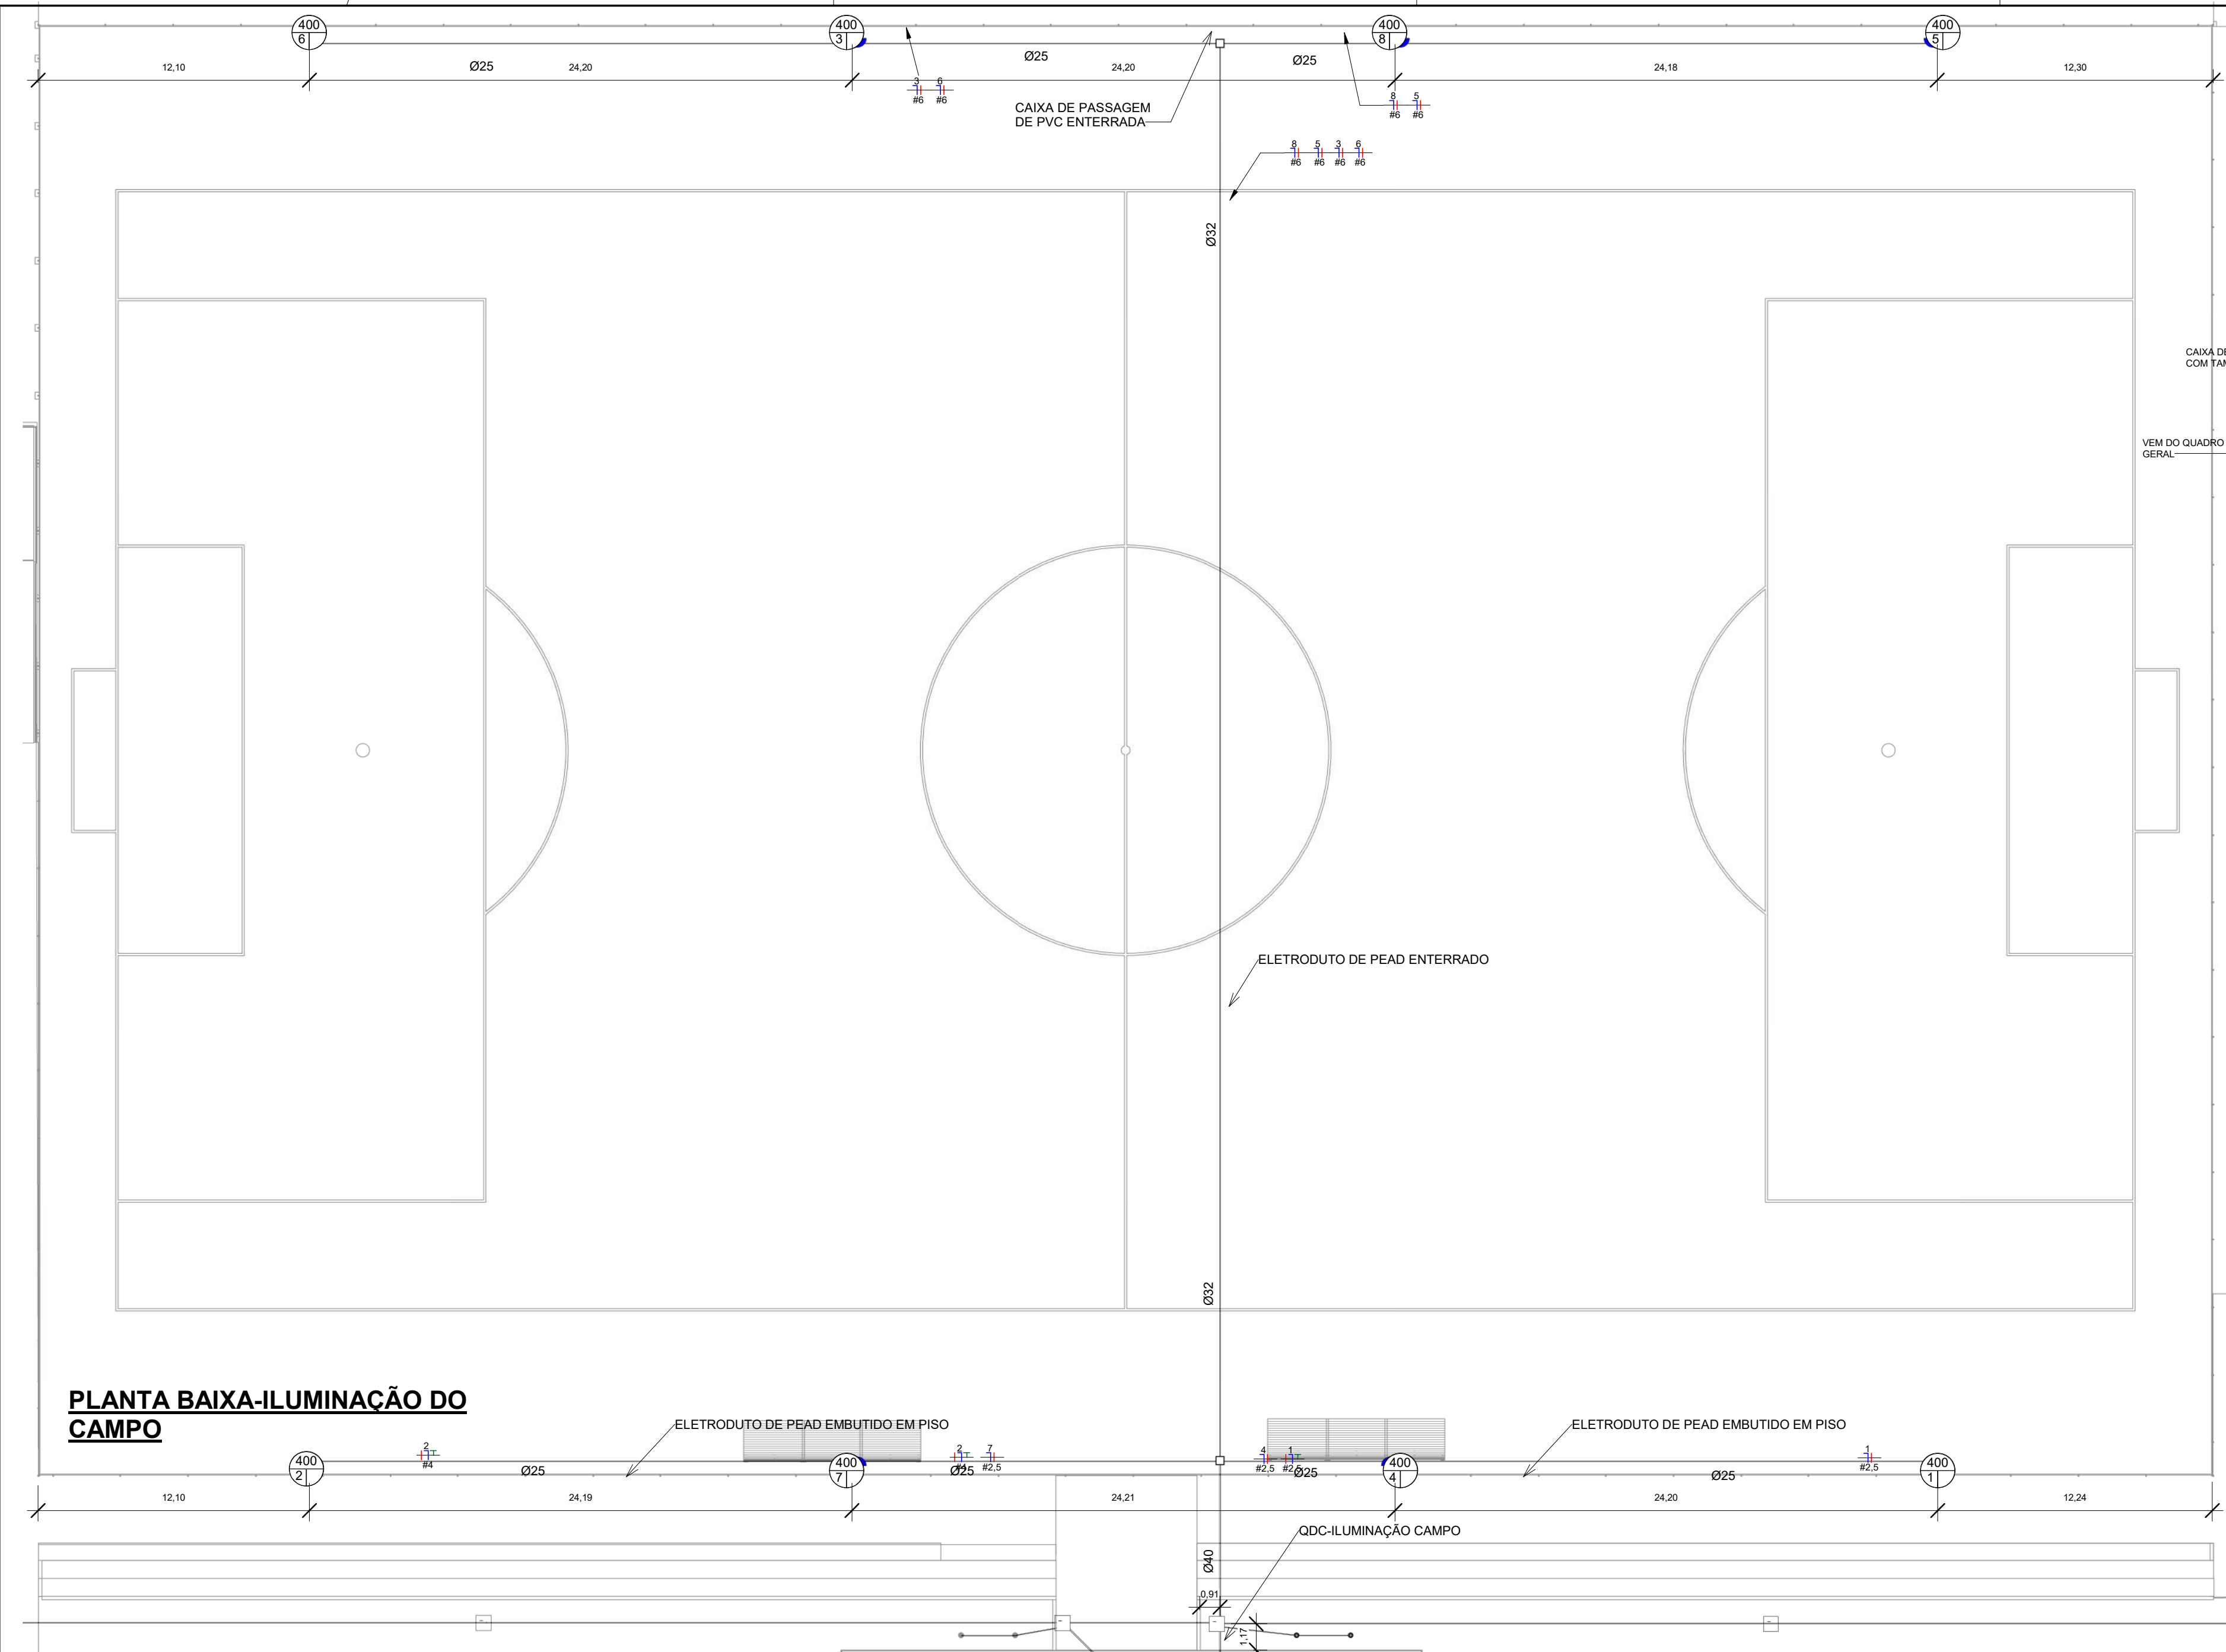 400
6
400
3
400
8
400
5
12,10
Ø25
24,20
Ø25
24,20
Ø25
24,18
12,30
3 6
#6 #6
CAIXA DE PASSAGEM
DE PVC ENTERRADA
8 5
#6 #6
8 5 3 6
#6 #6 #6 #6
Ø32
CAIXA
COM
VEM DO QUADRO
GERAL
ELETRODUTO DE PEAD ENTERRADO
Ø32
PLANTA BAIXA-ILUMINAÇÃO DO
CAMPO
ELETRODUTO DE PEAD EMBUTIDO EM PISO
ELETRODUTO DE PEAD EMBUTIDO EM PISO
2
#4
2 7
#4 #2,5
4 1
#2,5 #2,5
1
#2,5
400
2
400
7
400
4
400
1
Ø25
Ø25
Ø25
Ø25
12,10
24,19
24,21
24,20
12,24
QDC-ILUMINAÇÃO CAMPO
Ø40
0,91
1,17